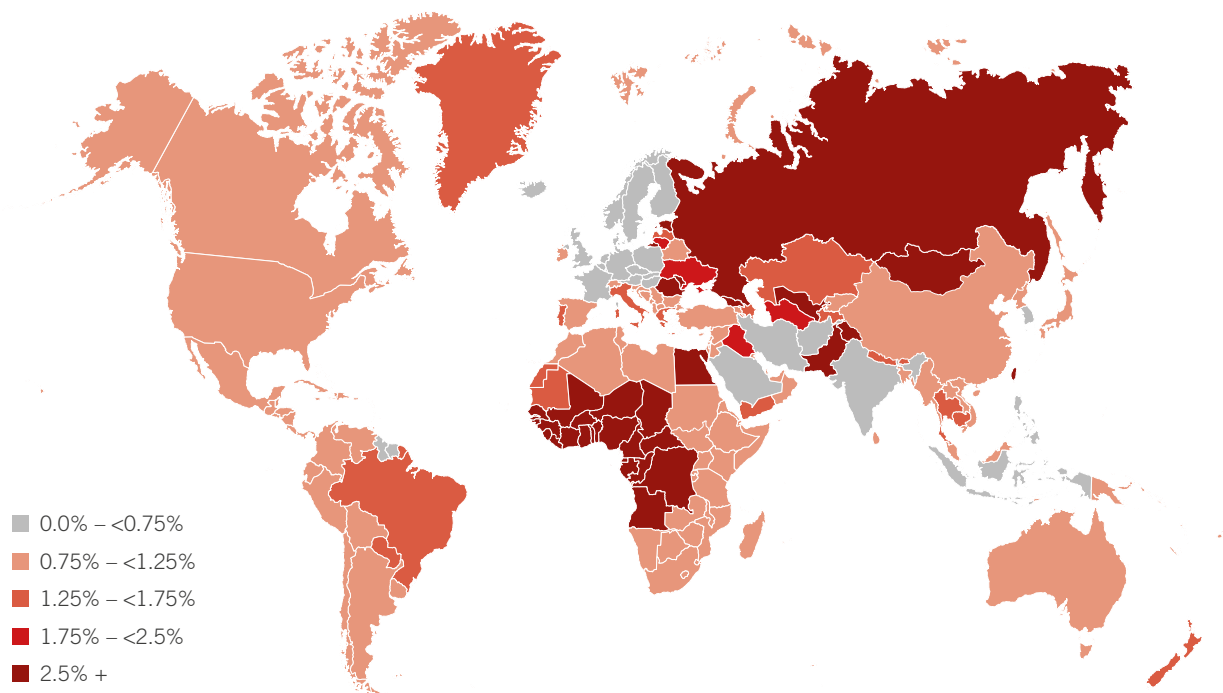 0.0% – <0.75%
0.75% – <1.25%
1.25% – <1.75%
1.75% – <2.5%
2.5% +